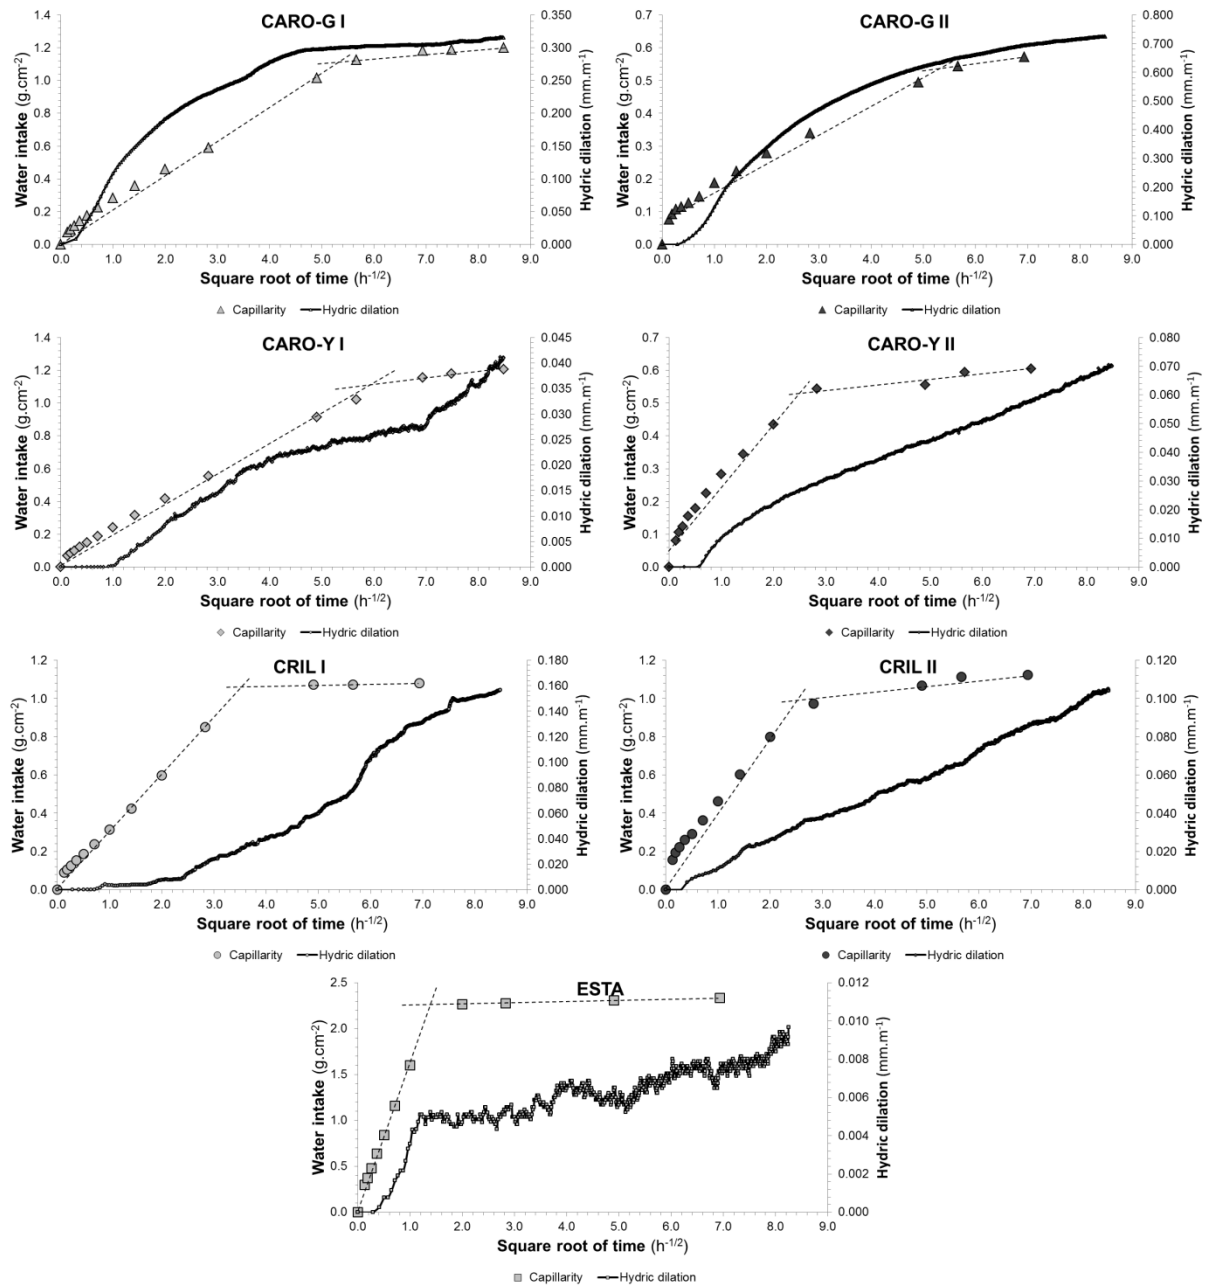 CARO-G I
1.4 1.2 1.0 0.8 0.6 0.4 0.2 0.0
Water intake (g.cm-2)
0.350 0.300 0.250 0.200 0.150 0.100 0.050 0.000
Hydric dilation (mm.m-1)
0.0 1.0 2.0 3.0 4.0 5.0 6.0 7.0 8.0 9.0
Square root of time (h-1/2)
Capillarity Hydric dilation
CARO-G II
0.7 0.6 0.5 0.4 0.3 0.2 0.1 0.0
Water intake (g.cm-2)
0.800 0.700 0.600 0.500 0.400 0.300 0.200 0.100 0.000
Hydric dilation (mm.m-1)
0.0 1.0 2.0 3.0 4.0 5.0 6.0 7.0 8.0 9.0
Square root of time (h-1/2)
Capillarity Hydric dilation
CARO-Y I
1.4 1.2 1.0 0.8 0.6 0.4 0.2 0.0
Water intake (g.cm-2)
0.045 0.040 0.035 0.030 0.025 0.020 0.015 0.010 0.005 0.000
Hydric dilation (mm.m-1)
0.0 1.0 2.0 3.0 4.0 5.0 6.0 7.0 8.0 9.0
Square root of time (h-1/2)
Capillarity Hydric dilation
CARO-Y II
0.7 0.6 0.5 0.4 0.3 0.2 0.1 0.0
Water intake (g.cm-2)
0.080 0.070 0.060 0.050 0.040 0.030 0.020 0.010 0.000
Hydric dilation (mm.m-1)
0.0 1.0 2.0 3.0 4.0 5.0 6.0 7.0 8.0 9.0
Square root of time (h-1/2)
Capillarity Hydric dilation
CRIL I
1.2 1.0 0.8 0.6 0.4 0.2 0.0
Water intake (g.cm-2)
0.180 0.160 0.140 0.120 0.100 0.080 0.060 0.040 0.020 0.000
Hydric dilation (mm.m-1)
0.0 1.0 2.0 3.0 4.0 5.0 6.0 7.0 8.0 9.0
Square root of time (h-1/2)
Capillarity Hydric dilation
CRIL II
1.2 1.0 0.8 0.6 0.4 0.2 0.0
Water intake (g.cm-2)
0.120 0.100 0.080 0.060 0.040 0.020 0.000
Hydric dilation (mm.m-1)
0.0 1.0 2.0 3.0 4.0 5.0 6.0 7.0 8.0 9.0
Square root of time (h-1/2)
Capillarity Hydric dilation
ESTA
2.5 2.0 1.5 1.0 0.5 0.0
Water intake (g.cm-2)
0.012 0.010 0.008 0.006 0.004 0.002 0.000
Hydric dilation (mm.m-1)
0.0 1.0 2.0 3.0 4.0 5.0 6.0 7.0 8.0 9.0
Square root of time (h-1/2)
Capillarity Hydric dilation